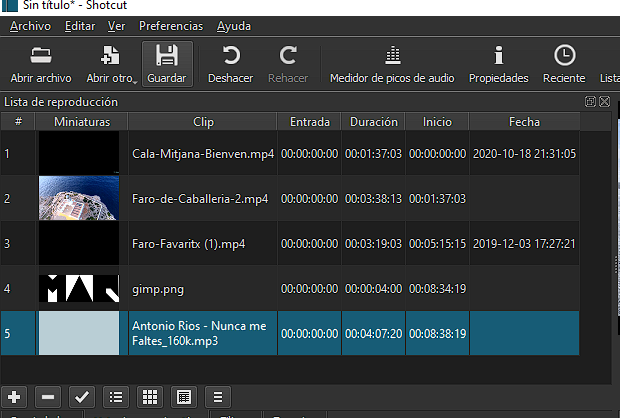 Sin título* - Shotcut
Archivo Editar Ver Preferencias Ayuda
Abrir archivo Abrir otro Guardar Deshacer Rehacer Medidor de picos de audio Propiedades Reciente
Lista de reproducción
# Miniaturas Clip Entrada Duración Inicio Fecha
1 Cala-Mitjana-Bienven.mp4 00:00:00:00 00:01:37:03 00:00:00:00 2020-10-18 21:31:05
2 Faro-de-Caballeria-2.mp4 00:00:00:00 00:03:38:13 00:01:37:03
3 Faro-Favaritx (1).mp4 00:00:00:00 00:03:19:03 00:05:15:15 2019-12-03 17:27:21
4 gimp.png 00:00:00:00 00:00:04:00 00:08:34:19
5 Antonio Rios - Nunca me
Faltes_160k.mp3 00:00:00:00 00:04:07:20 00:08:38:19